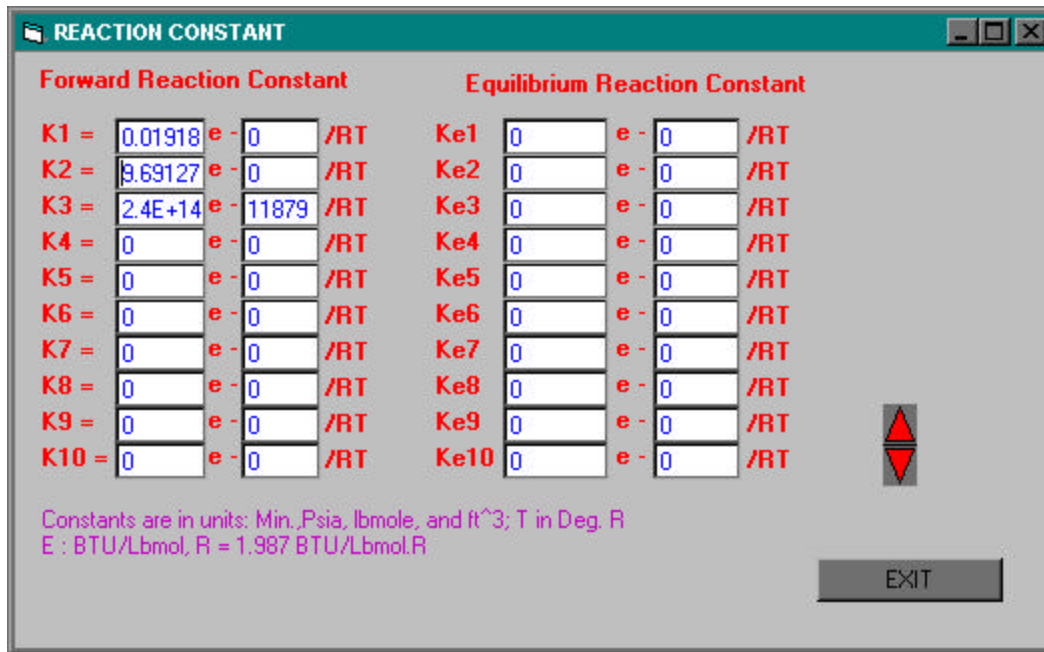 REACTION CONSTANT
Forward Reaction Constant Equilibrium Reaction Constant
K1 = 0.01918 e - 0 /RT Ke1 0 e - 0 /RT
K2 = 9.69127 e - 0 /RT Ke2 0 e - 0 /RT
K3 = 2.4E+14 e - 11879 /RT Ke3 0 e - 0 /RT
K4 = 0 e - 0 /RT Ke4 0 e - 0 /RT
K5 = 0 e - 0 /RT Ke5 0 e - 0 /RT
K6 = 0 e - 0 /RT Ke6 0 e - 0 /RT
K7 = 0 e - 0 /RT Ke7 0 e - 0 /RT
K8 = 0 e - 0 /RT Ke8 0 e - 0 /RT
K9 = 0 e - 0 /RT Ke9 0 e - 0 /RT
K10 = 0 e - 0 /RT Ke10 0 e - 0 /RT
Constants are in units: Min.,Psia, lbmole, and ft^3; T in Deg. R
E : BTU/Lbmol, R = 1.987 BTU/Lbmol.R
EXIT